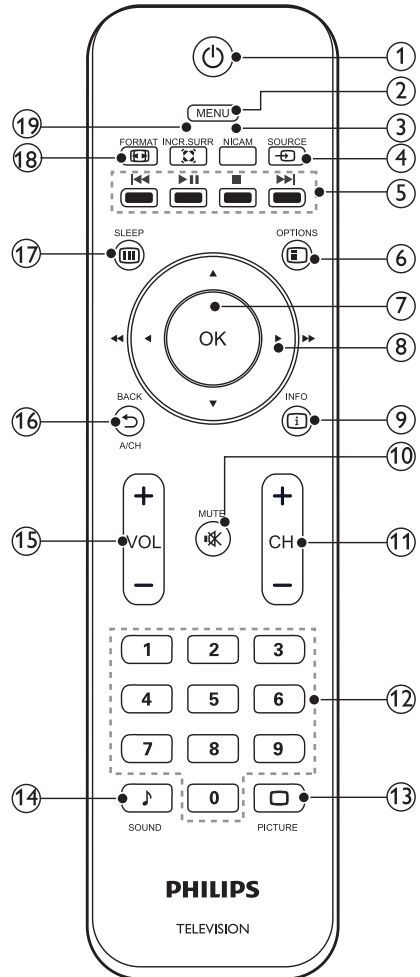 1
2
MENU
19
3
FORMAT INCR.SURR NICAM SOURCE
18
4
5
SLEEP
OPTIONS
17
6
7
OK
8
BACK
INFO
16
i
9
A/CH
10
+
MUTE
+
15
VOL
CH
11
−
−
1 2 3
4 5 6
12
7 8 9
14
0
13
SOUND
PICTURE
PHILIPS
TELEVISION